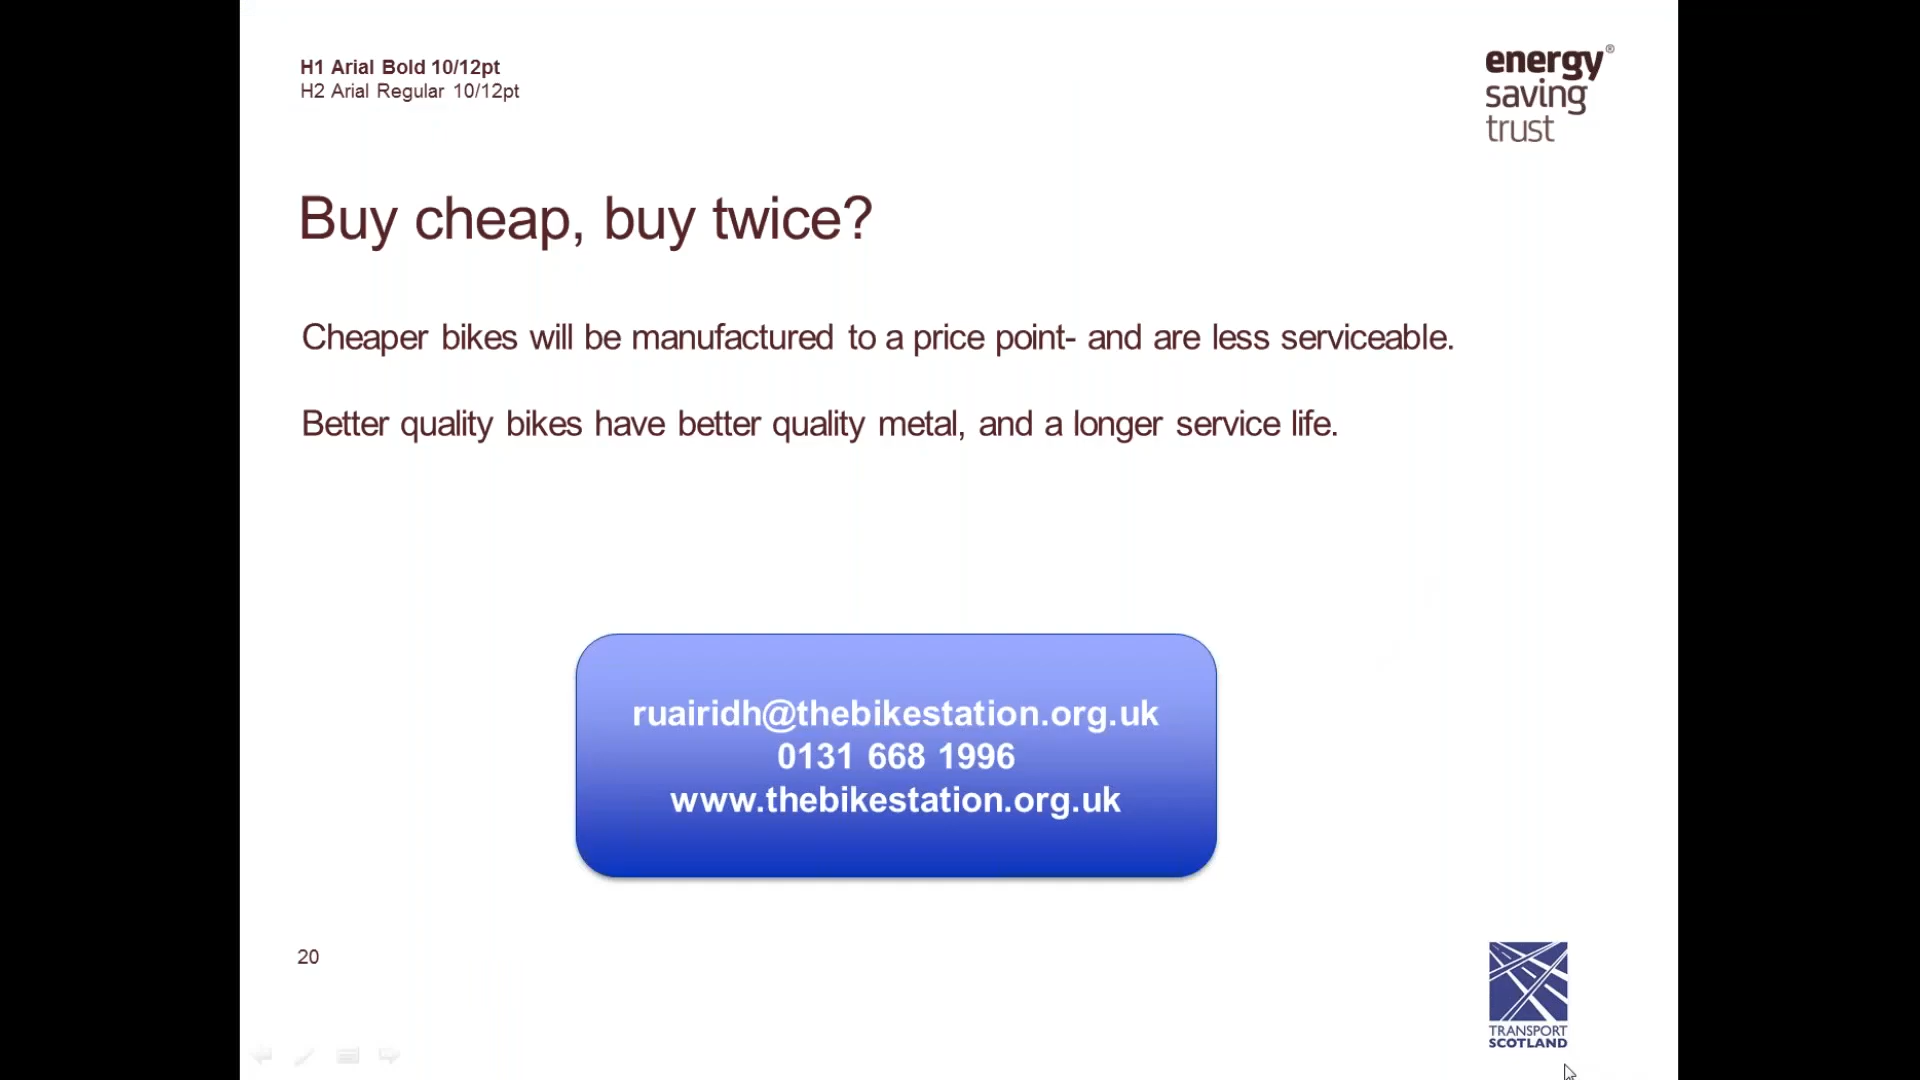 H1 Arial Bold 10/12pt
H2 Arial Regular 10/12pt
energy®
saving
trust
Buy cheap, buy twice?
Cheaper bikes will be manufactured to a price point- and are less serviceable.
Better quality bikes have better quality metal, and a longer service life.
ruairidh@thebikestation.org.uk
0131 668 1996
www.thebikestation.org.uk
20
TRANSPORT
SCOTLAND